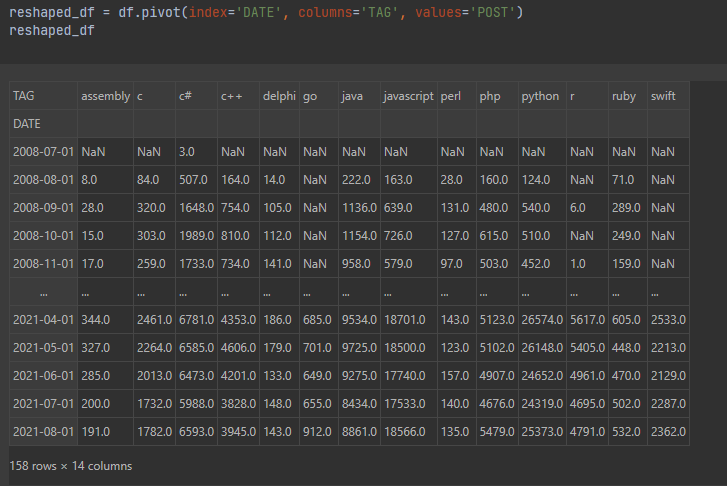 reshaped_df = df.pivot(index='DATE', columns='TAG', values='POST')
reshaped_df
TAG assembly c c# c++ delphi go java javascript perl php python r ruby swift
DATE
2008-07-01 NaN NaN 3.0 NaN NaN NaN NaN NaN NaN NaN NaN NaN NaN NaN
2008-08-01 8.0 84.0 507.0 164.0 14.0 NaN 222.0 163.0 28.0 160.0 124.0 NaN 71.0 NaN
2008-09-01 28.0 320.0 1648.0 754.0 105.0 NaN 1136.0 639.0 131.0 480.0 540.0 6.0 289.0 NaN
2008-10-01 15.0 303.0 1989.0 810.0 112.0 NaN 1154.0 726.0 127.0 615.0 510.0 NaN 249.0 NaN
2008-11-01 17.0 259.0 1733.0 734.0 141.0 NaN 958.0 579.0 97.0 503.0 452.0 1.0 159.0 NaN
... ... ... ... ... ... ... ... ... ... ... ... ... ... ...
2021-04-01 344.0 2461.0 6781.0 4353.0 186.0 685.0 9534.0 18701.0 143.0 5123.0 26574.0 5617.0 605.0 2533.0
2021-05-01 327.0 2264.0 6585.0 4606.0 179.0 701.0 9725.0 18500.0 123.0 5102.0 26148.0 5405.0 448.0 2213.0
2021-06-01 285.0 2013.0 6473.0 4201.0 133.0 649.0 9275.0 17740.0 157.0 4907.0 24652.0 4961.0 470.0 2129.0
2021-07-01 200.0 1732.0 5988.0 3828.0 148.0 655.0 8434.0 17533.0 140.0 4676.0 24319.0 4695.0 502.0 2287.0
2021-08-01 191.0 1782.0 6593.0 3945.0 143.0 912.0 8861.0 18566.0 135.0 5479.0 25373.0 4791.0 532.0 2362.0
158 rows × 14 columns